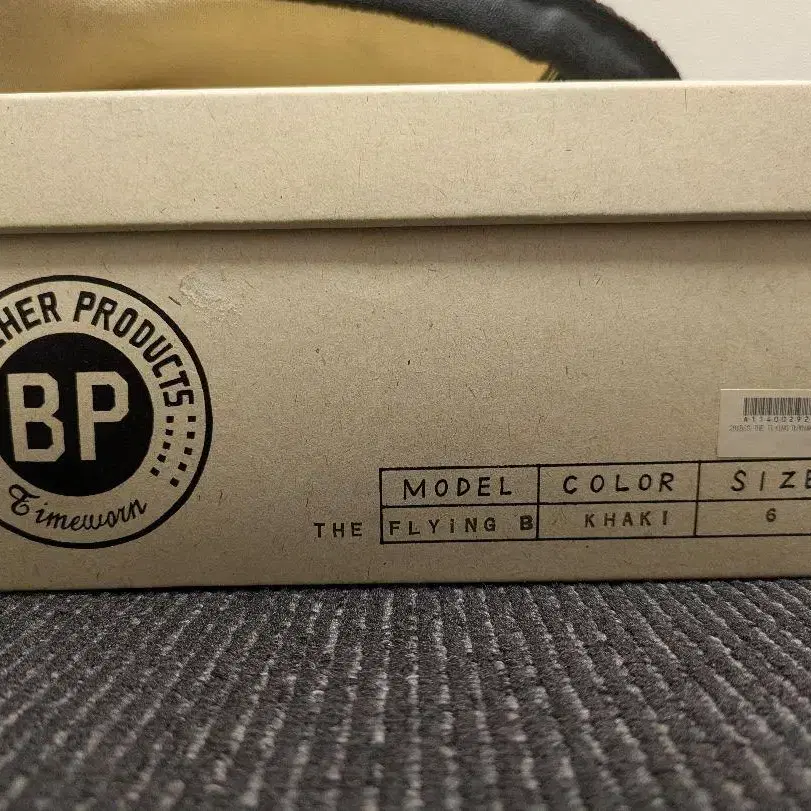 HER PRODUCTS
BP
Timeworn
MODEL COLOR SIZE
THE FLYiNG B KHAKI 6